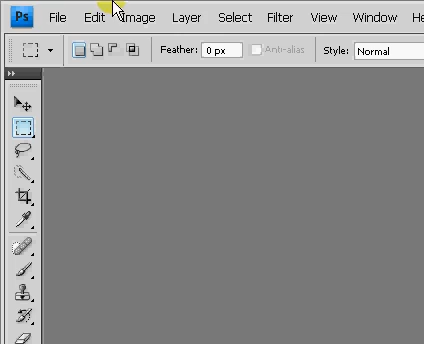 Ps File Edit Image Layer Select Filter View Window He
Feather: 0 px Anti-alias Style: Normal